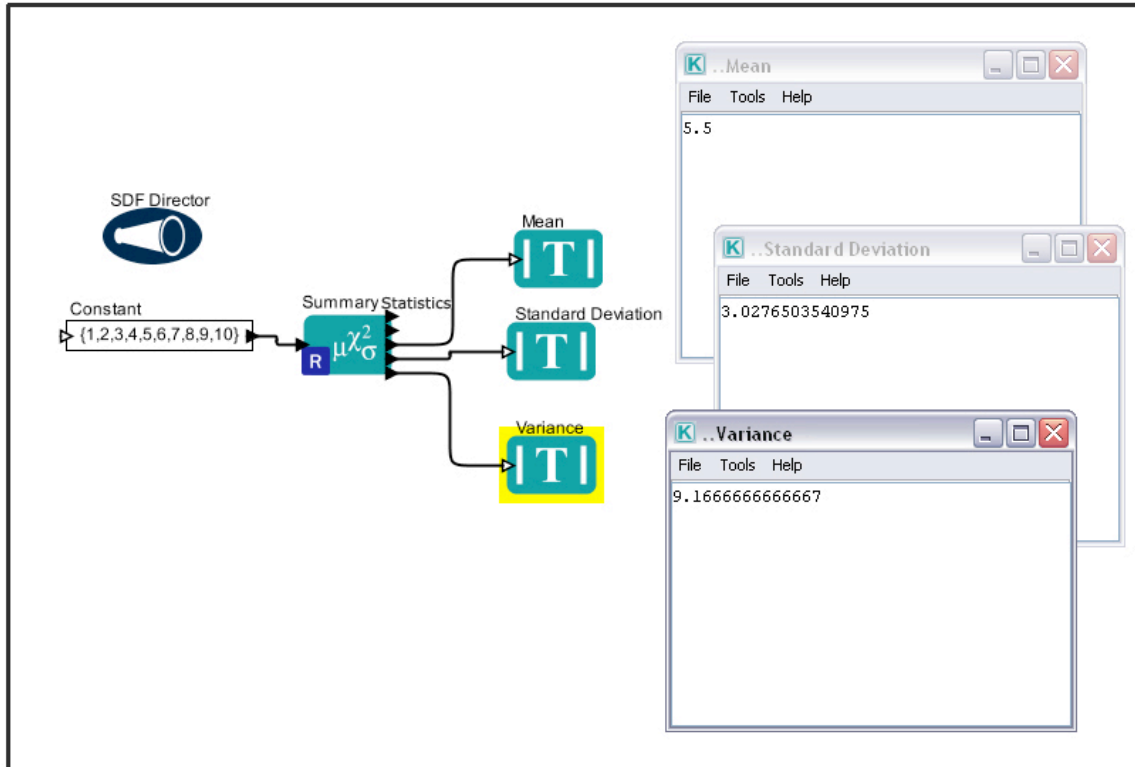 SDF Director
Constant
{1,2,3,4,5,6,7,8,9,10}
Summary Statistics
R μχσ2
Mean
T
Standard Deviation
T
Variance
T
K ..Mean
File Tools Help
5.5
K ..Standard Deviation
File Tools Help
3.0276503540975
K ..Variance
File Tools Help
9.1666666666667